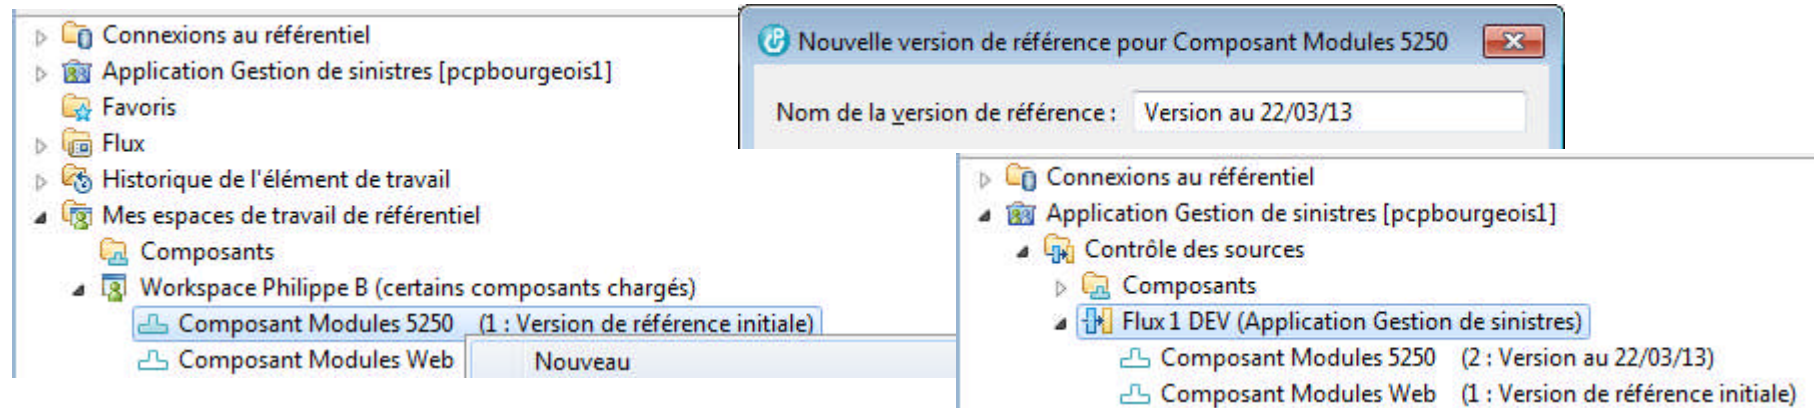 Connexions au référentiel
Application Gestion de sinistres [pcpbourgeois1]
Favoris
Flux
Historique de l'élément de travail
Mes espaces de travail de référentiel
Composants
Workspace Philippe B (certains composants chargés)
Composant Modules 5250 (1 : Version de référence initiale)
Composant Modules Web
Nouveau
Nouvelle version de référence pour Composant Modules 5250
Nom de la version de référence : Version au 22/03/13
Connexions au référentiel
Application Gestion de sinistres [pcpbourgeois1]
Contrôle des sources
Composants
Flux 1 DEV (Application Gestion de sinistres)
Composant Modules 5250 (2 : Version au 22/03/13)
Composant Modules Web (1 : Version de référence initiale)